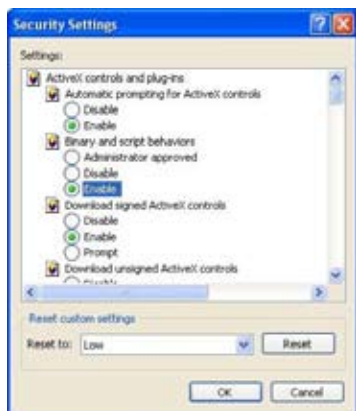 Security Settings
Settings:
ActiveX controls and plug-ins
Automatic prompting for ActiveX controls
Disable
Enable
Binary and script behaviors
Administrator approved
Disable
Enable
Download signed ActiveX controls
Disable
Enable
Prompt
Download unsigned ActiveX controls
Reset custom settings
Reset to: Low Reset
OK Cancel